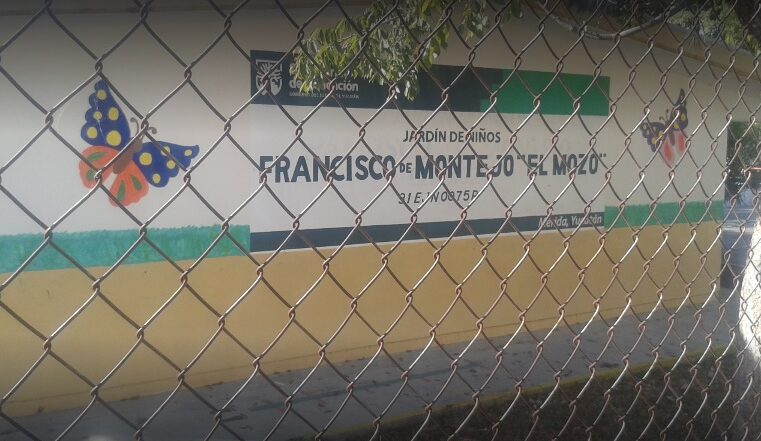 JARDÍN DE NIÑOS
FRANCISCO DE MONTEJO "EL MOZO"
31EJN0075P
Mérida, Yucatán